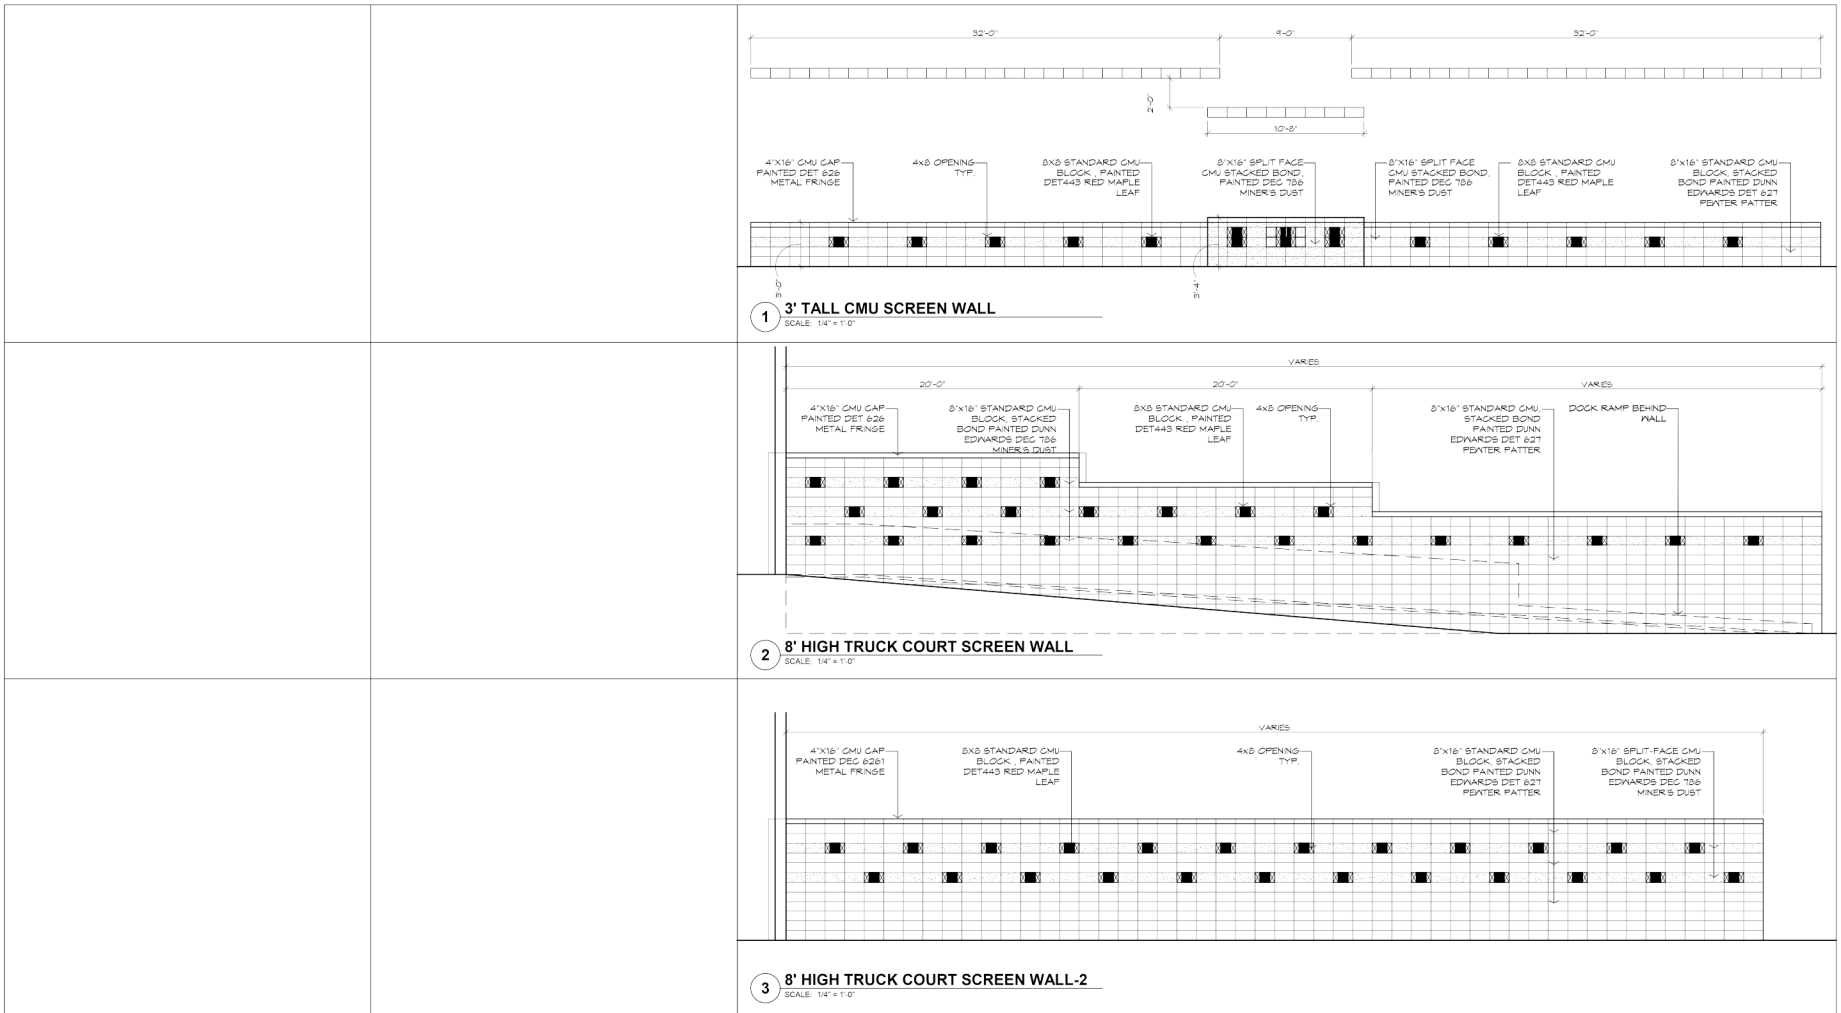 32'-0"
9'-0"
32'-0"
2'-0"
10'-8"
4"X16" CMU CAP
PAINTED DET 626
METAL FRINGE
4x8 OPENING
TYP.
8X8 STANDARD CMU
BLOCK , PAINTED
DET443 RED MAPLE
LEAF
8"X16" SPLIT FACE
CMU STACKED BOND,
PAINTED DEC 786
MINER'S DUST
8"X16" SPLIT FACE
CMU STACKED BOND,
PAINTED DEC 786
MINER'S DUST
8X8 STANDARD CMU
BLOCK , PAINTED
DET443 RED MAPLE
LEAF
8"x16" STANDARD CMU
BLOCK, STACKED
BOND PAINTED DUNN
EDWARDS DET 627
PEWTER PATTER
3'-0"
3'-4"
1
3' TALL CMU SCREEN WALL
SCALE: 1/4" = 1'-0"
VARIES
20'-0"
20'-0"
VARIES
4"X16" CMU CAP
PAINTED DET 626
METAL FRINGE
8"x16" STANDARD CMU
BLOCK, STACKED
BOND PAINTED DUNN
EDWARDS DEC 786
MINER'S DUST
8X8 STANDARD CMU
BLOCK , PAINTED
DET443 RED MAPLE
LEAF
4x8 OPENING
TYP.
8"x16" STANDARD CMU,
STACKED BOND
PAINTED DUNN
EDWARDS DET 627
PEWTER PATTER
DOCK RAMP BEHIND
WALL
2
8' HIGH TRUCK COURT SCREEN WALL
SCALE: 1/4" = 1'-0"
VARIES
4"X16" CMU CAP
PAINTED DEC 6261
METAL FRINGE
8X8 STANDARD CMU
BLOCK , PAINTED
DET443 RED MAPLE
LEAF
4x8 OPENING
TYP.
8"x16" STANDARD CMU
BLOCK, STACKED
BOND PAINTED DUNN
EDWARDS DET 627
PEWTER PATTER
8"x16" SPLIT-FACE CMU
BLOCK, STACKED
BOND PAINTED DUNN
EDWARDS DEC 786
MINER'S DUST
3
8' HIGH TRUCK COURT SCREEN WALL-2
SCALE: 1/4" = 1'-0"